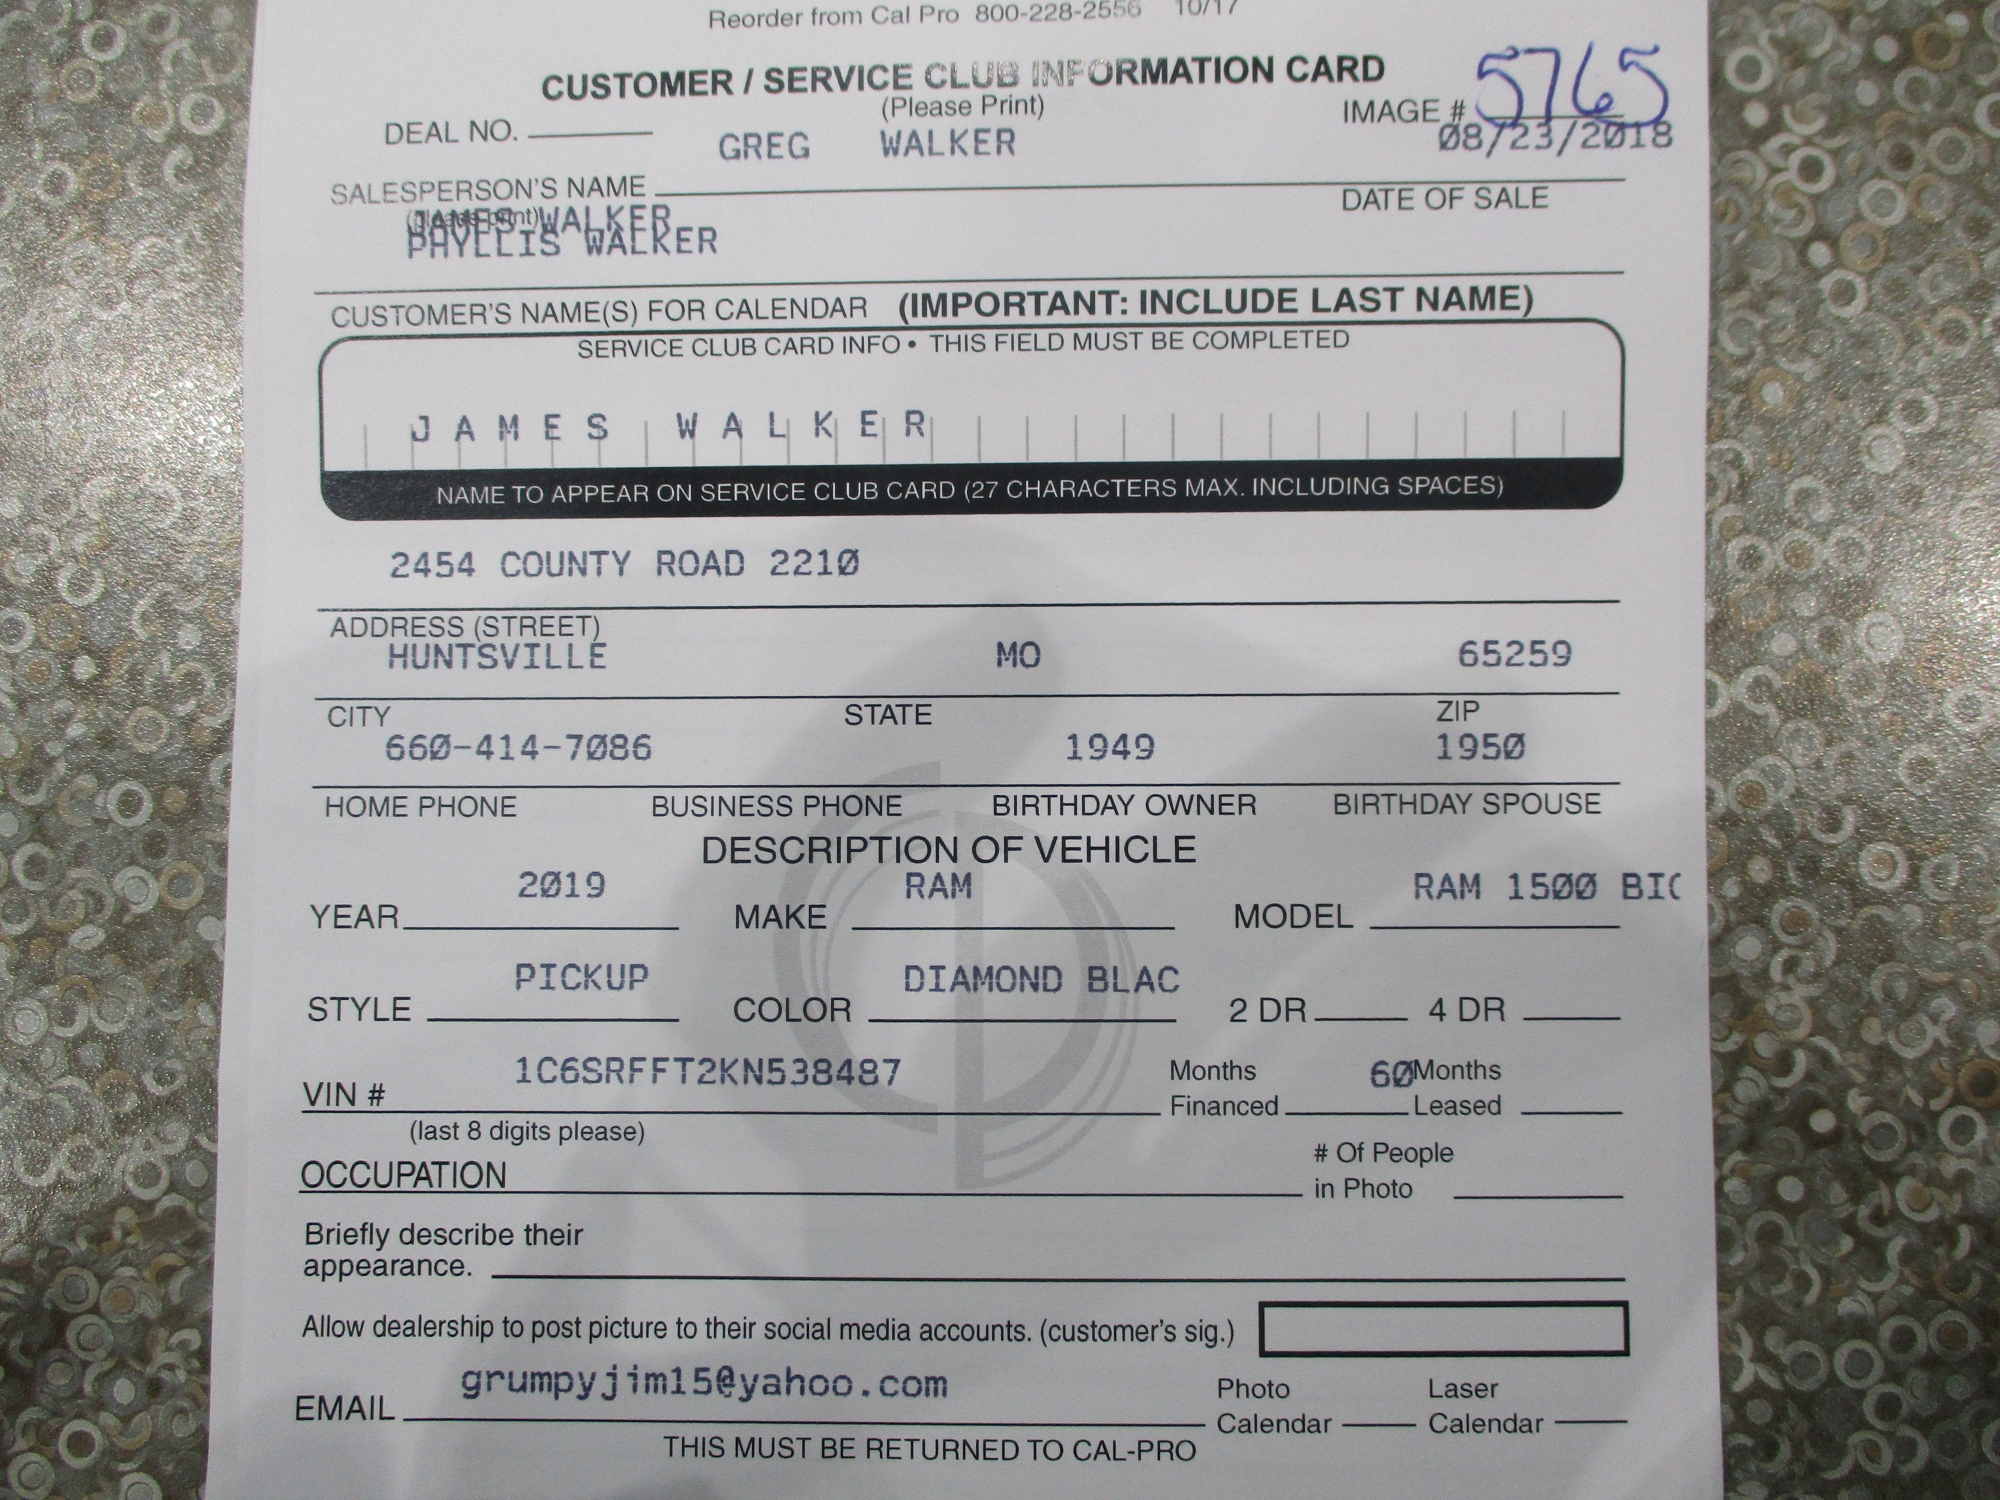 Reorder from Cal Pro 800-228-2556 10/17
CUSTOMER / SERVICE CLUB INFORMATION CARD
(Please Print)
IMAGE # 5765
DEAL NO.
GREG WALKER
08/23/2018
SALESPERSON'S NAME
DATE OF SALE
(please print)
JAMES WALKER
PHYLLIS WALKER
CUSTOMER'S NAME(S) FOR CALENDAR (IMPORTANT: INCLUDE LAST NAME)
SERVICE CLUB CARD INFO • THIS FIELD MUST BE COMPLETED
JAMES WALKER
NAME TO APPEAR ON SERVICE CLUB CARD (27 CHARACTERS MAX. INCLUDING SPACES)
2454 COUNTY ROAD 2210
ADDRESS (STREET)
HUNTSVILLE MO 65259
CITY STATE ZIP
660-414-7086 1949 1950
HOME PHONE BUSINESS PHONE BIRTHDAY OWNER BIRTHDAY SPOUSE
DESCRIPTION OF VEHICLE
2019 RAM RAM 1500 BIG
YEAR MAKE MODEL
PICKUP DIAMOND BLAC
STYLE COLOR 2 DR 4 DR
1C6SRFFT2KN538487
VIN # Months Financed 60 Months Leased
(last 8 digits please)
OCCUPATION # Of People in Photo
Briefly describe their
appearance.
Allow dealership to post picture to their social media accounts. (customer's sig.)
grumpyjim15@yahoo.com
EMAIL Photo Calendar Laser Calendar
THIS MUST BE RETURNED TO CAL-PRO